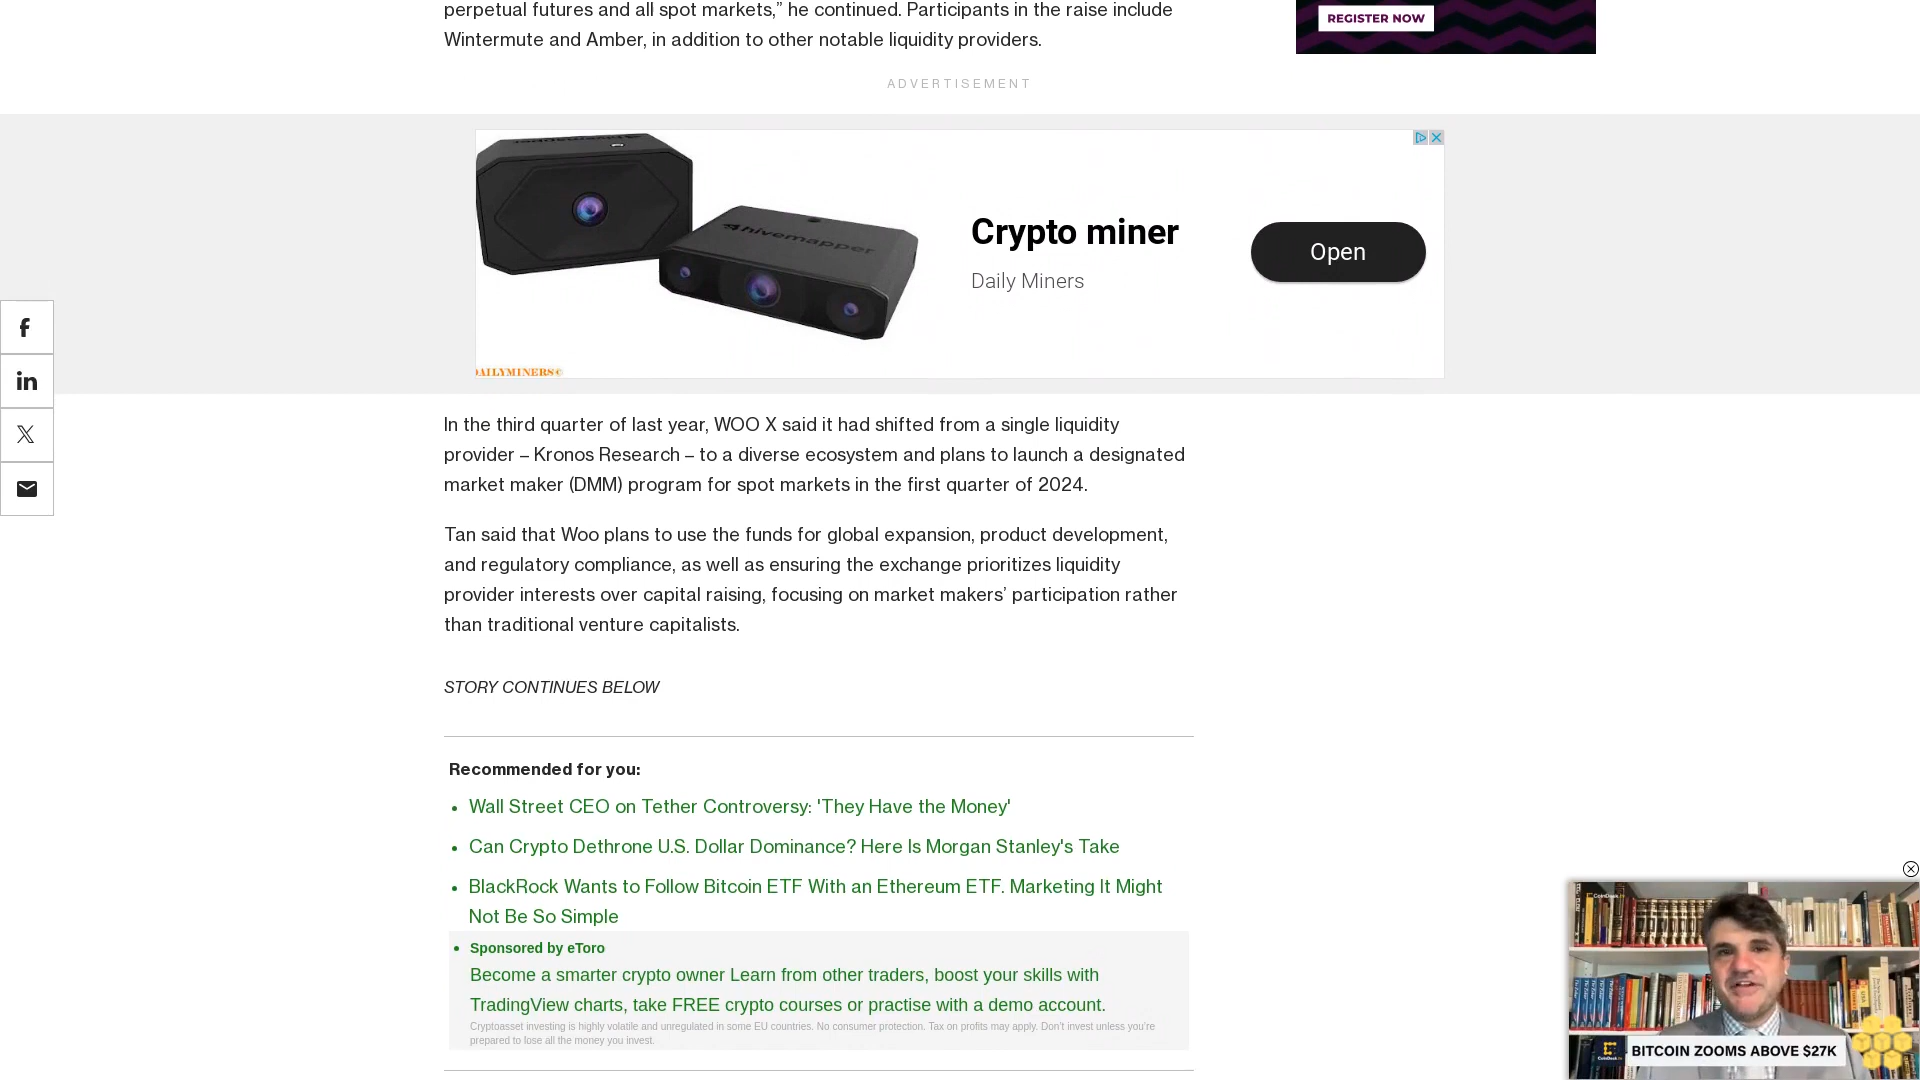 perpetual futures and all spot markets,” he continued. Participants in the raise include
Wintermute and Amber, in addition to other notable liquidity providers.
REGISTER NOW
ADVERTISEMENT
hivemapper
Crypto miner
Daily Miners
Open
DAILYMINERS©
In the third quarter of last year, WOO X said it had shifted from a single liquidity
provider – Kronos Research – to a diverse ecosystem and plans to launch a designated
market maker (DMM) program for spot markets in the first quarter of 2024.
Tan said that Woo plans to use the funds for global expansion, product development,
and regulatory compliance, as well as ensuring the exchange prioritizes liquidity
provider interests over capital raising, focusing on market makers’ participation rather
than traditional venture capitalists.
STORY CONTINUES BELOW
Recommended for you:
• Wall Street CEO on Tether Controversy: 'They Have the Money'
• Can Crypto Dethrone U.S. Dollar Dominance? Here Is Morgan Stanley's Take
• BlackRock Wants to Follow Bitcoin ETF With an Ethereum ETF. Marketing It Might
Not Be So Simple
• Sponsored by eToro
Become a smarter crypto owner Learn from other traders, boost your skills with
TradingView charts, take FREE crypto courses or practise with a demo account.
Cryptoasset investing is highly volatile and unregulated in some EU countries. No consumer protection. Tax on profits may apply. Don’t invest unless you’re
prepared to lose all the money you invest.
CoinDesk
BITCOIN ZOOMS ABOVE $27K